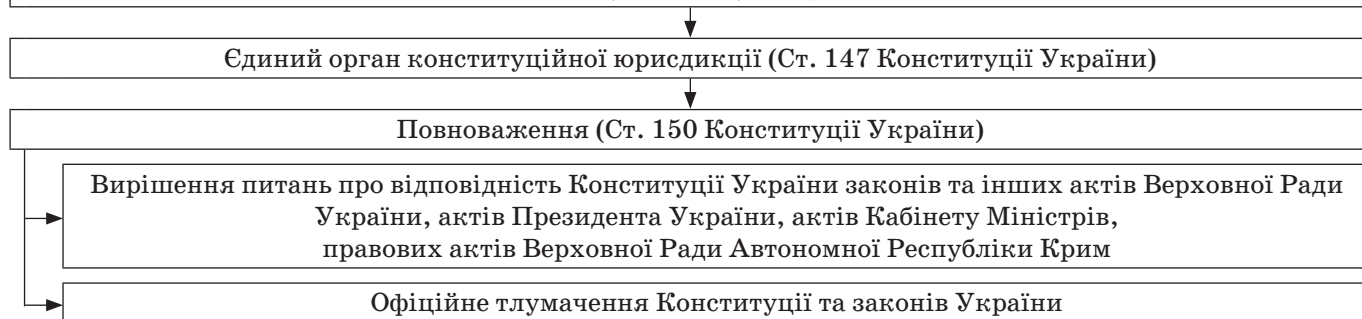 Єдиний орган конституційної юрисдикції (Ст. 147 Конституції України)
Повноваження (Ст. 150 Конституції України)
Вирішення питань про відповідність Конституції України законів та інших актів Верховної Ради
України, актів Президента України, актів Кабінету Міністрів,
правових актів Верховної Ради Автономної Республіки Крим
Офіційне тлумачення Конституції та законів України